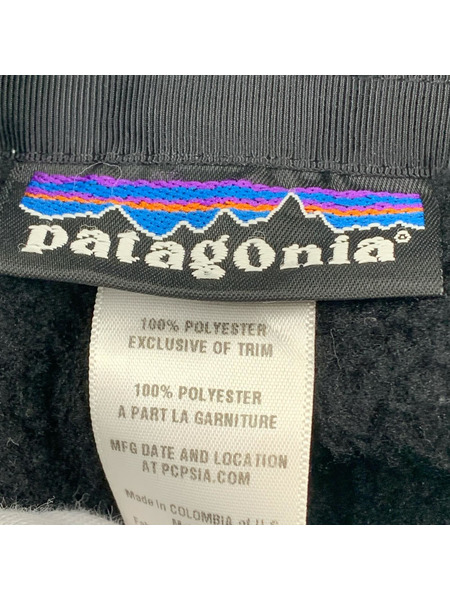 patagonia®
100% POLYESTER
EXCLUSIVE OF TRIM
100% POLYESTER
A PART LA GARNITURE
MFG DATE AND LOCATION
AT PCPSIA.COM
Made in COLOMBIA of U.S.